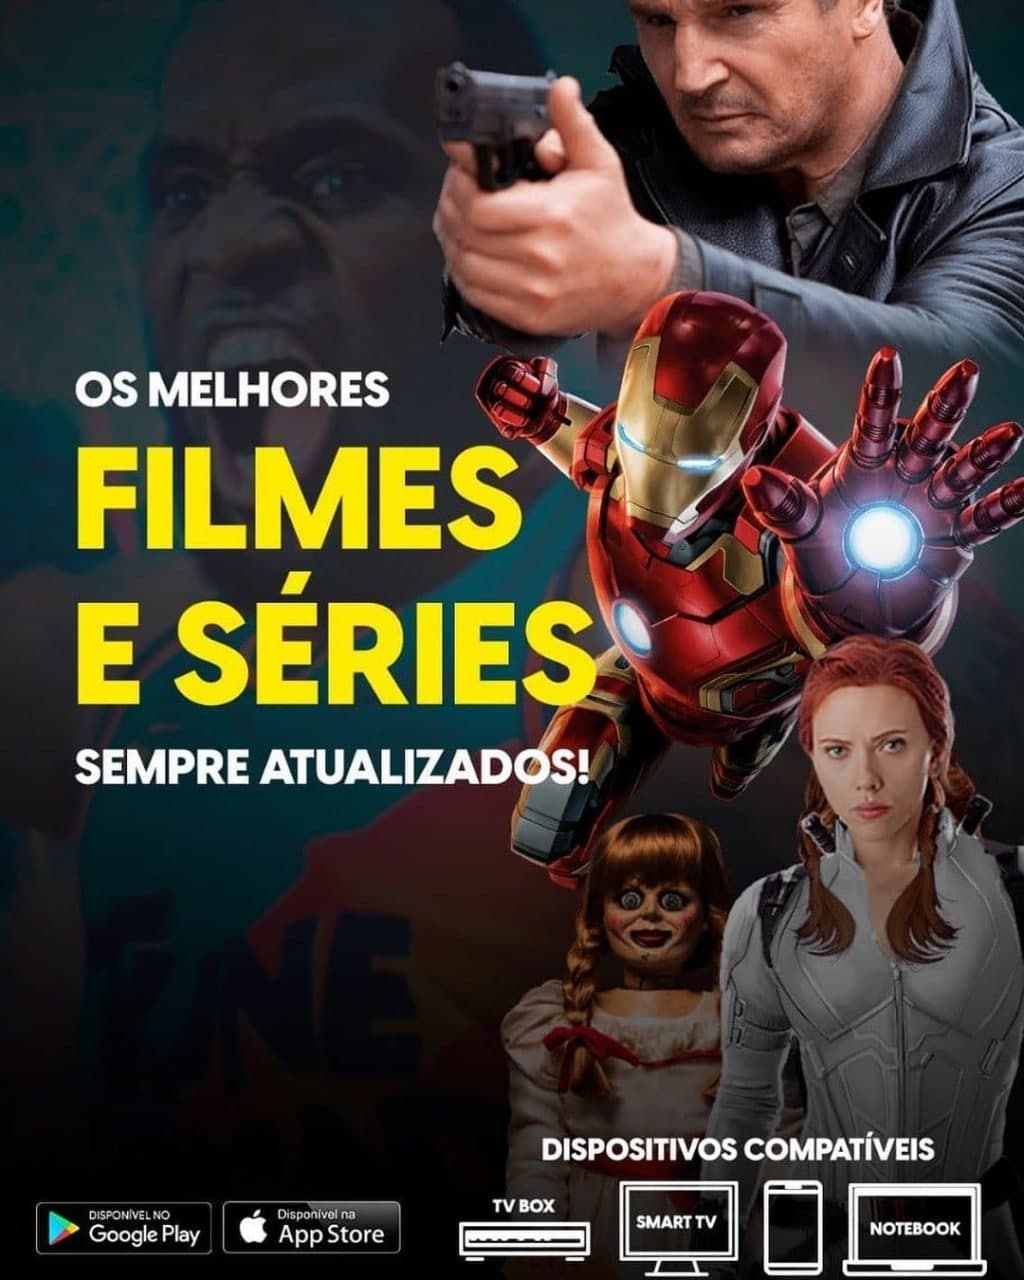 OS MELHORES
FILMES
E SÉRIES
SEMPRE ATUALIZADOS!
TUNE
DISPOSITIVOS COMPATÍVEIS
DISPONÍVEL NO
Google Play
Disponível na
App Store
TV BOX
SMART TV
NOTEBOOK